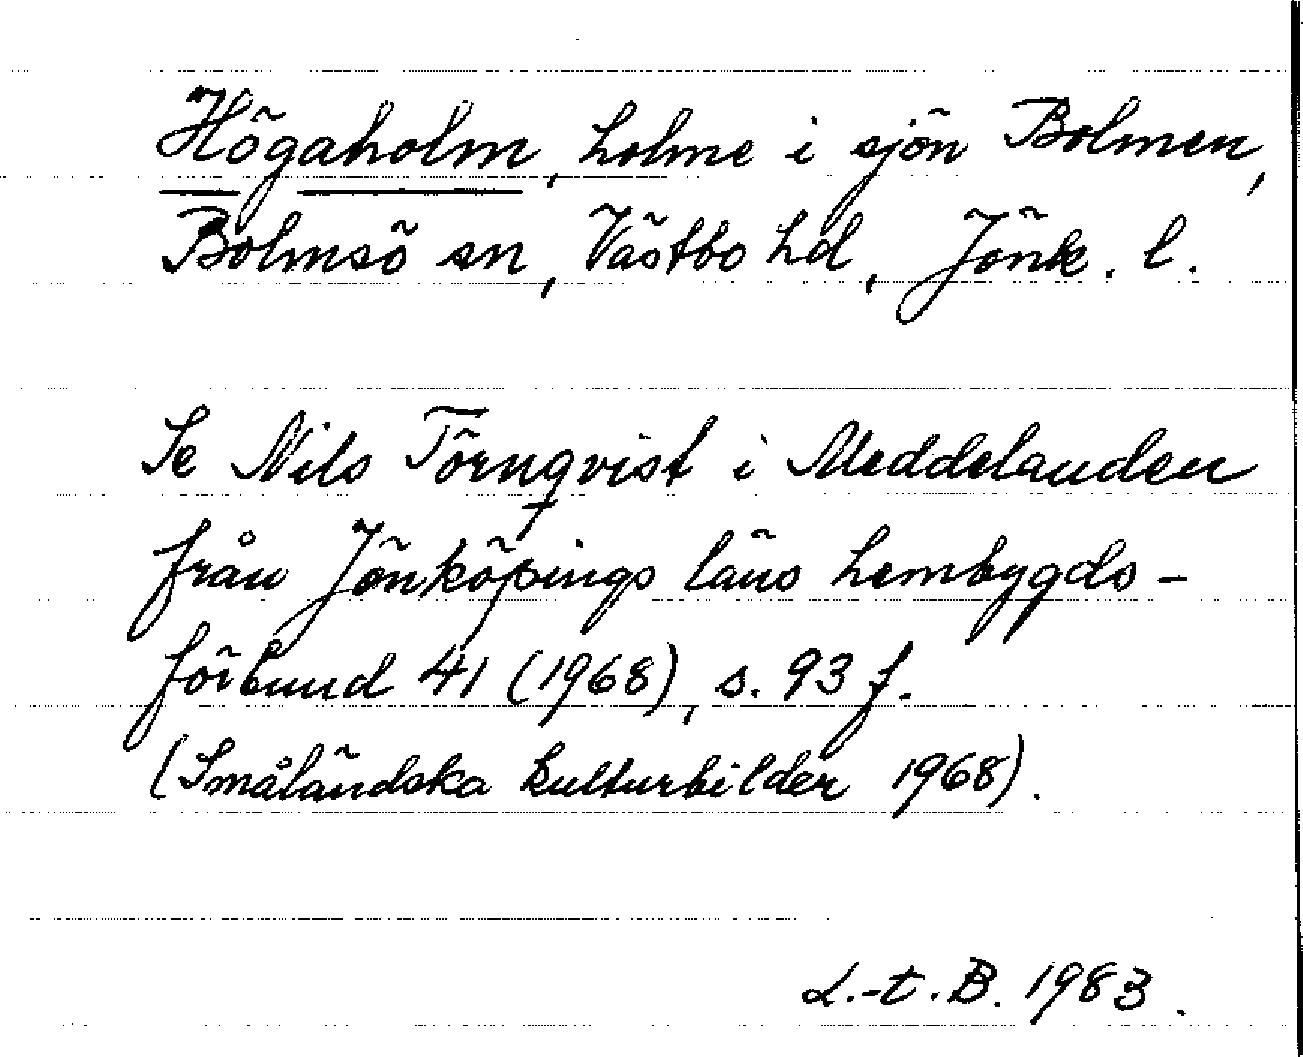 Högaholm, holme i sjön Bolmen,
Bolmsö sn, Västbo hd, Jönk. l.
Se Nils Törnqvist i Meddelanden
från Jönköpings läns hembygds-
förbund 41 (1968), s. 93 f.
(Småländska kulturbilder 1968).
L.-t. B. 1983.